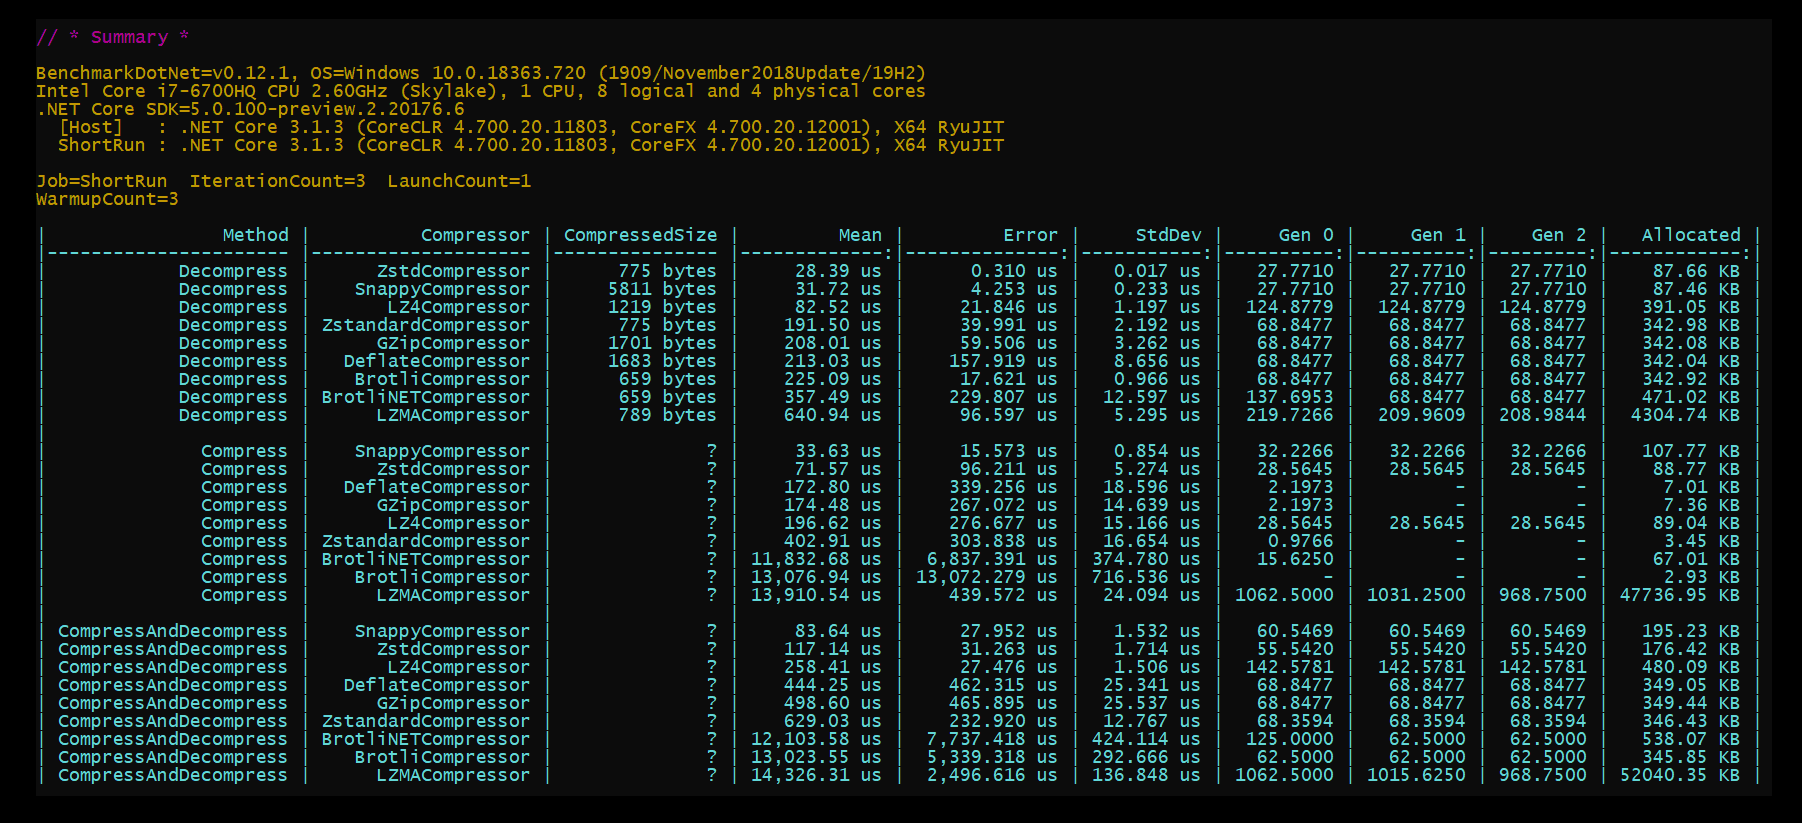 // * Summary *
BenchmarkDotNet=v0.12.1, OS=Windows 10.0.18363.720 (1909/November2018Update/19H2)
Intel Core i7-6700HQ CPU 2.60GHz (Skylake), 1 CPU, 8 logical and 4 physical cores
.NET Core SDK=5.0.100-preview.2.20176.6
[Host]   : .NET Core 3.1.3 (CoreCLR 4.700.20.11803, CoreFX 4.700.20.12001), X64 RyuJIT
ShortRun : .NET Core 3.1.3 (CoreCLR 4.700.20.11803, CoreFX 4.700.20.12001), X64 RyuJIT
Job=ShortRun  IterationCount=3  LaunchCount=1
WarmupCount=3
| Method | Compressor | CompressedSize | Mean | Error | StdDev | Gen 0 | Gen 1 | Gen 2 | Allocated |
|----------------------|--------------------|---------------|-------------:|--------------:|-----------:|----------:|----------:|---------:|------------:|
| Decompress | ZstdCompressor | 775 bytes | 28.39 us | 0.310 us | 0.017 us | 27.7710 | 27.7710 | 27.7710 | 87.66 KB |
| Decompress | SnappyCompressor | 5811 bytes | 31.72 us | 4.253 us | 0.233 us | 27.7710 | 27.7710 | 27.7710 | 87.46 KB |
| Decompress | LZ4Compressor | 1219 bytes | 82.52 us | 21.846 us | 1.197 us | 124.8779 | 124.8779 | 124.8779 | 391.05 KB |
| Decompress | ZstandardCompressor | 775 bytes | 191.50 us | 39.991 us | 2.192 us | 68.8477 | 68.8477 | 68.8477 | 342.98 KB |
| Decompress | GZipCompressor | 1701 bytes | 208.01 us | 59.506 us | 3.262 us | 68.8477 | 68.8477 | 68.8477 | 342.08 KB |
| Decompress | DeflateCompressor | 1683 bytes | 213.03 us | 157.919 us | 8.656 us | 68.8477 | 68.8477 | 68.8477 | 342.04 KB |
| Decompress | BrotliCompressor | 659 bytes | 225.09 us | 17.621 us | 0.966 us | 68.8477 | 68.8477 | 68.8477 | 342.92 KB |
| Decompress | BrotliNETCompressor | 659 bytes | 357.49 us | 229.807 us | 12.597 us | 137.6953 | 68.8477 | 68.8477 | 471.02 KB |
| Decompress | LZMACompressor | 789 bytes | 640.94 us | 96.597 us | 5.295 us | 219.7266 | 209.9609 | 208.9844 | 4304.74 KB |
| | | | | | | | | | |
| Compress | SnappyCompressor | ? | 33.63 us | 15.573 us | 0.854 us | 32.2266 | 32.2266 | 32.2266 | 107.77 KB |
| Compress | ZstdCompressor | ? | 71.57 us | 96.211 us | 5.274 us | 28.5645 | 28.5645 | 28.5645 | 88.77 KB |
| Compress | DeflateCompressor | ? | 172.80 us | 339.256 us | 18.596 us | 2.1973 | - | - | 7.01 KB |
| Compress | GZipCompressor | ? | 174.48 us | 267.072 us | 14.639 us | 2.1973 | - | - | 7.36 KB |
| Compress | LZ4Compressor | ? | 196.62 us | 276.677 us | 15.166 us | 28.5645 | 28.5645 | 28.5645 | 89.04 KB |
| Compress | ZstandardCompressor | ? | 402.91 us | 303.838 us | 16.654 us | 0.9766 | - | - | 3.45 KB |
| Compress | BrotliNETCompressor | ? | 11,832.68 us | 6,837.391 us | 374.780 us | 15.6250 | - | - | 67.01 KB |
| Compress | BrotliCompressor | ? | 13,076.94 us | 13,072.279 us | 716.536 us | - | - | - | 2.93 KB |
| Compress | LZMACompressor | ? | 13,910.54 us | 439.572 us | 24.094 us | 1062.5000 | 1031.2500 | 968.7500 | 47736.95 KB |
| | | | | | | | | | |
| CompressAndDecompress | SnappyCompressor | ? | 83.64 us | 27.952 us | 1.532 us | 60.5469 | 60.5469 | 60.5469 | 195.23 KB |
| CompressAndDecompress | ZstdCompressor | ? | 117.14 us | 31.263 us | 1.714 us | 55.5420 | 55.5420 | 55.5420 | 176.42 KB |
| CompressAndDecompress | LZ4Compressor | ? | 258.41 us | 27.476 us | 1.506 us | 142.5781 | 142.5781 | 142.5781 | 480.09 KB |
| CompressAndDecompress | DeflateCompressor | ? | 444.25 us | 462.315 us | 25.341 us | 68.8477 | 68.8477 | 68.8477 | 349.05 KB |
| CompressAndDecompress | GZipCompressor | ? | 498.60 us | 465.895 us | 25.537 us | 68.8477 | 68.8477 | 68.8477 | 349.44 KB |
| CompressAndDecompress | ZstandardCompressor | ? | 629.03 us | 232.920 us | 12.767 us | 68.3594 | 68.3594 | 68.3594 | 346.43 KB |
| CompressAndDecompress | BrotliNETCompressor | ? | 12,103.58 us | 7,737.418 us | 424.114 us | 125.0000 | 62.5000 | 62.5000 | 538.07 KB |
| CompressAndDecompress | BrotliCompressor | ? | 13,023.55 us | 5,339.318 us | 292.666 us | 62.5000 | 62.5000 | 62.5000 | 345.85 KB |
| CompressAndDecompress | LZMACompressor | ? | 14,326.31 us | 2,496.616 us | 136.848 us | 1062.5000 | 1015.6250 | 968.7500 | 52040.35 KB |